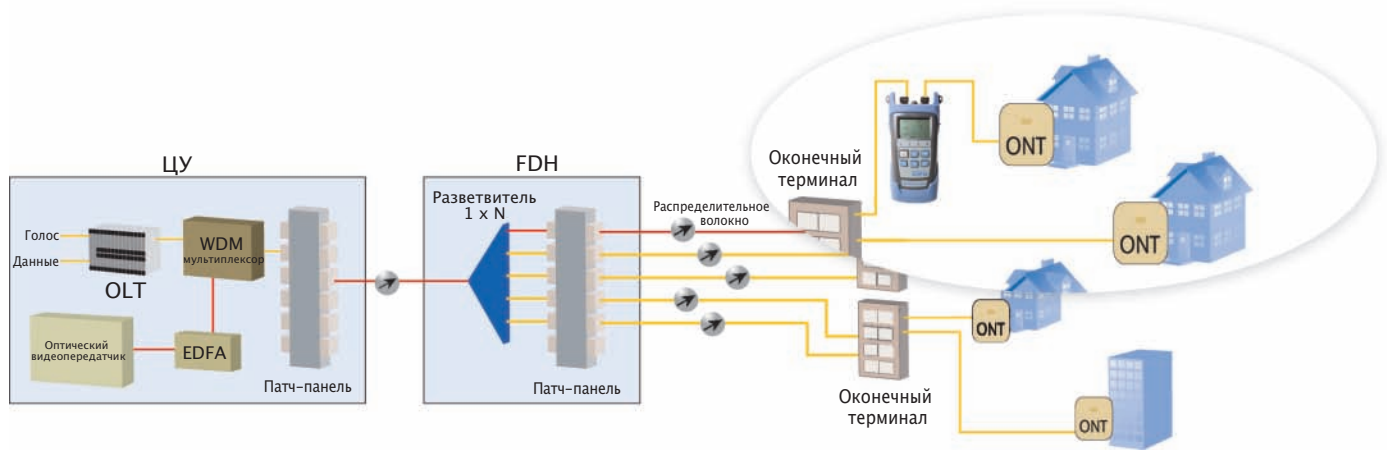 ЦУ
FDH
Оконечный
терминал
Разветвитель
1 x N
Распределительное
волокно
Голос
Данные
OLT
WDM
мультиплексор
Оптический
видеопередатчик
EDFA
Патч-панель
Патч-панель
Оконечный
терминал
ONT
ONT
ONT
ONT